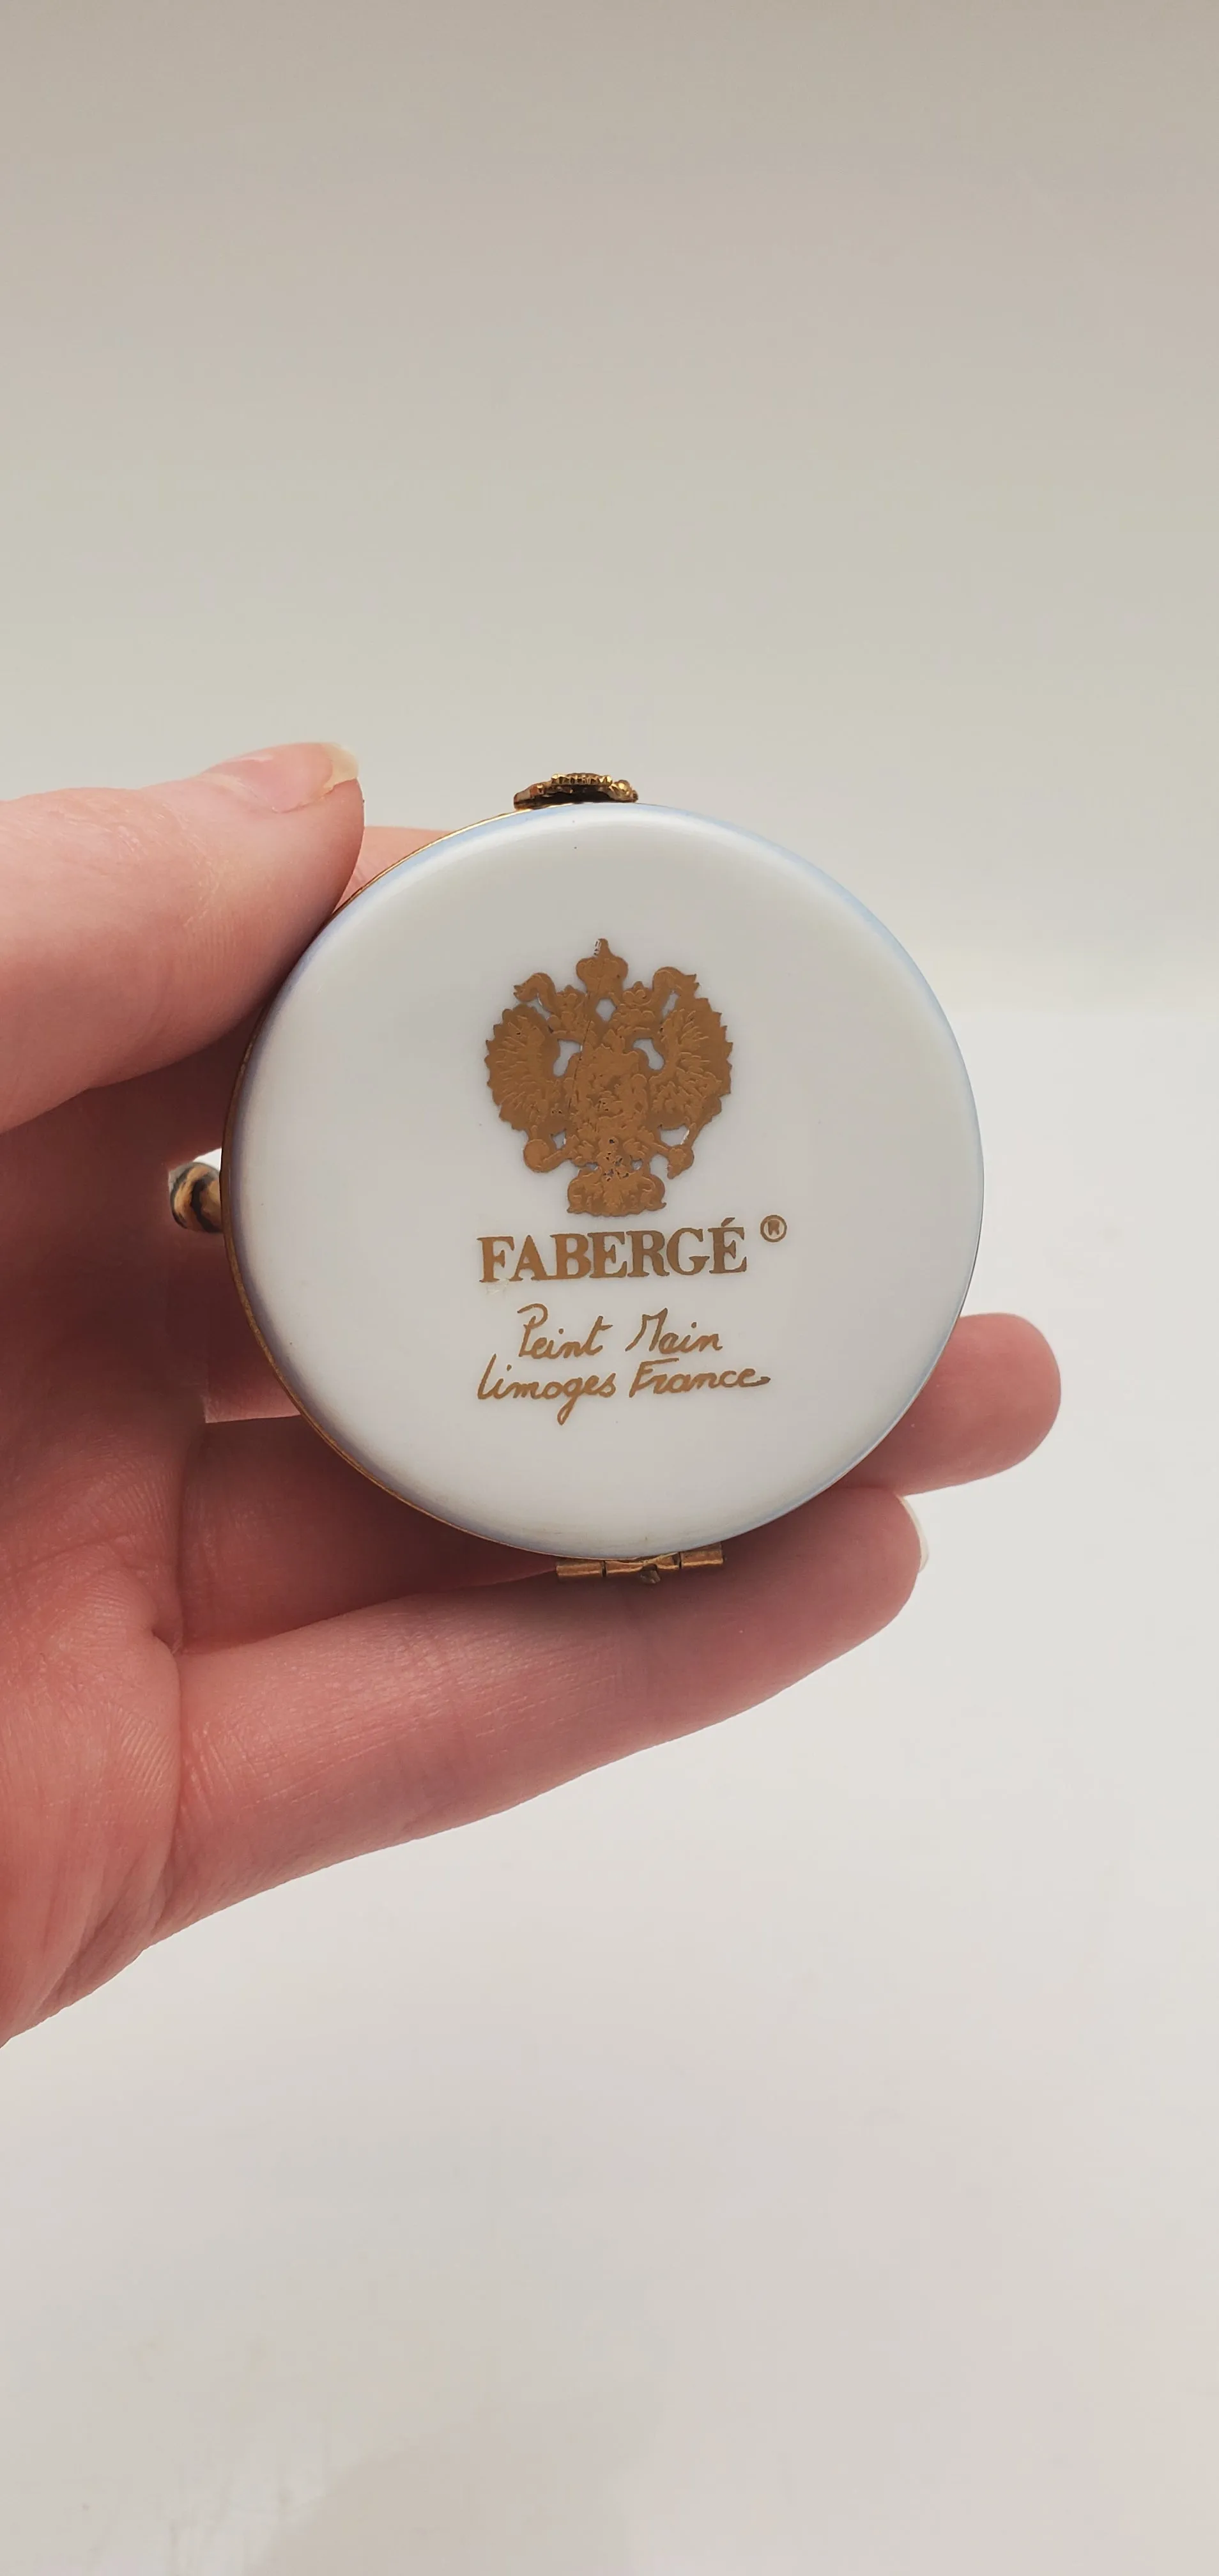 FABERGÉ ®
Peint Main
Limoges France